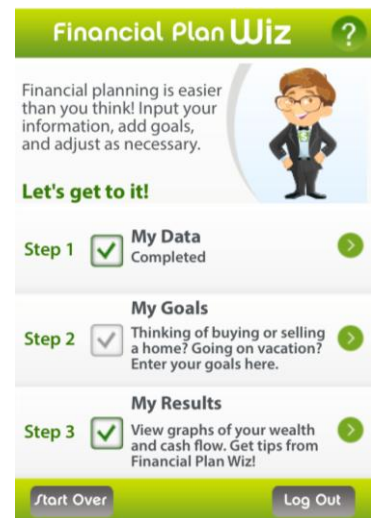 Financial Plan Wiz
?
Financial planning is easier
than you think! Input your
information, add goals,
and adjust as necessary.
Let's get to it!
Step 1
My Data
Completed
Step 2
My Goals
Thinking of buying or selling
a home? Going on vacation?
Enter your goals here.
Step 3
My Results
View graphs of your wealth
and cash flow. Get tips from
Financial Plan Wiz!
Start Over
Log Out